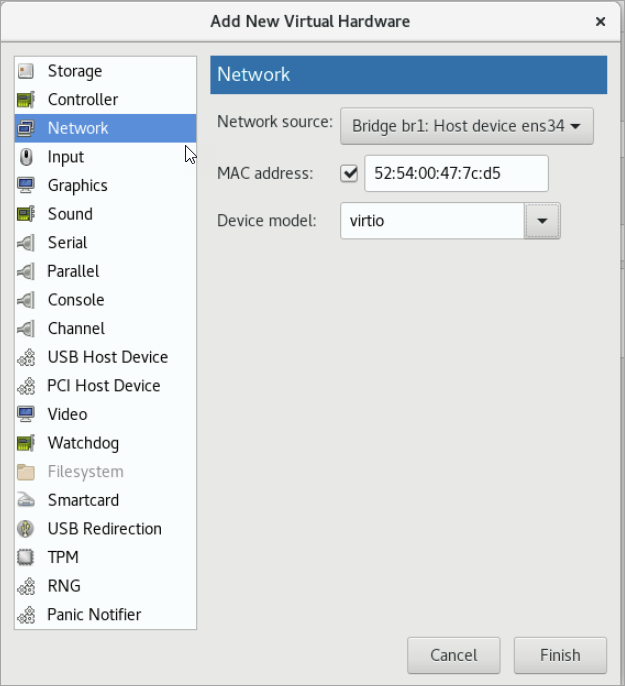 Add New Virtual Hardware
Storage
Controller
Network
Input
Graphics
Sound
Serial
Parallel
Console
Channel
USB Host Device
PCI Host Device
Video
Watchdog
Filesystem
Smartcard
USB Redirection
TPM
RNG
Panic Notifier
Network
Network source: Bridge br1: Host device ens34
MAC address: 52:54:00:47:7c:d5
Device model: virtio
Cancel Finish